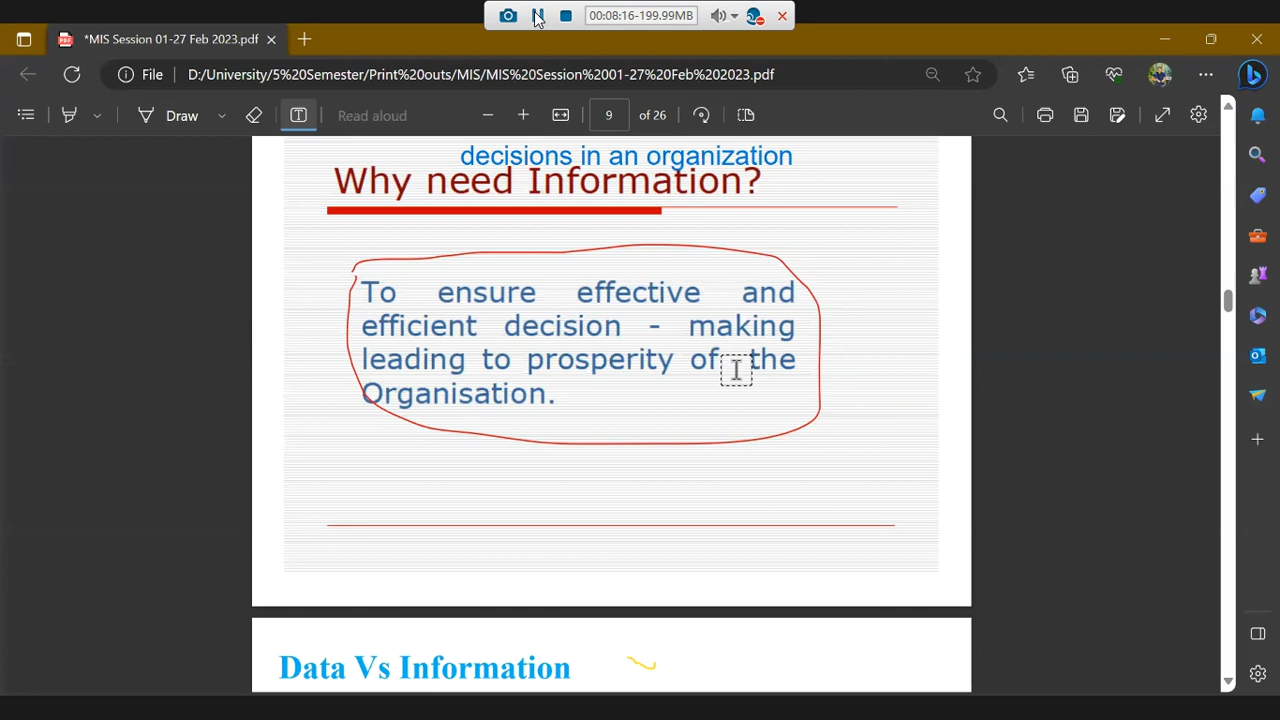 00:08:16-199.99MB
*MIS Session 01-27 Feb 2023.pdf
File
D:/University/5%20Semester/Print%20outs/MIS/MIS%20Session%2001-27%20Feb%202023.pdf
Draw
Read aloud
9 of 26
decisions in an organization
Why need Information?
To ensure effective and
efficient decision - making
leading to prosperity of the
Organisation.
Data Vs Information